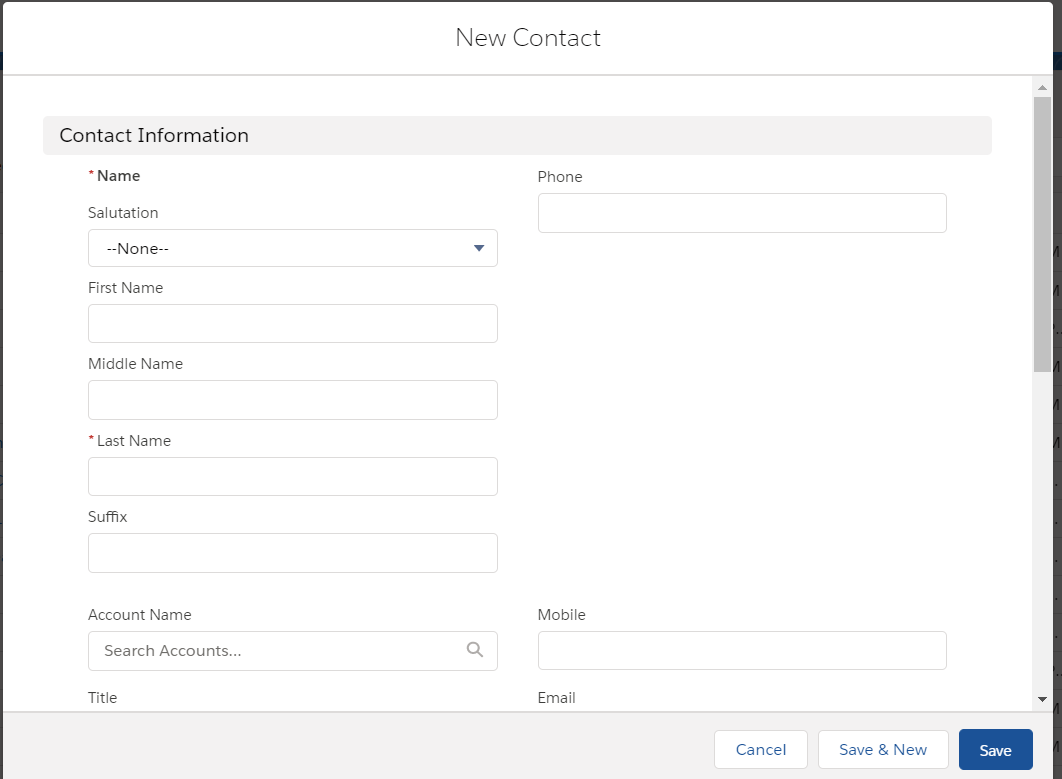 New Contact
Contact Information
* Name
Phone
Salutation
--None--
First Name
Middle Name
* Last Name
Suffix
Account Name
Mobile
Search Accounts...
Title
Email
Cancel
Save & New
Save